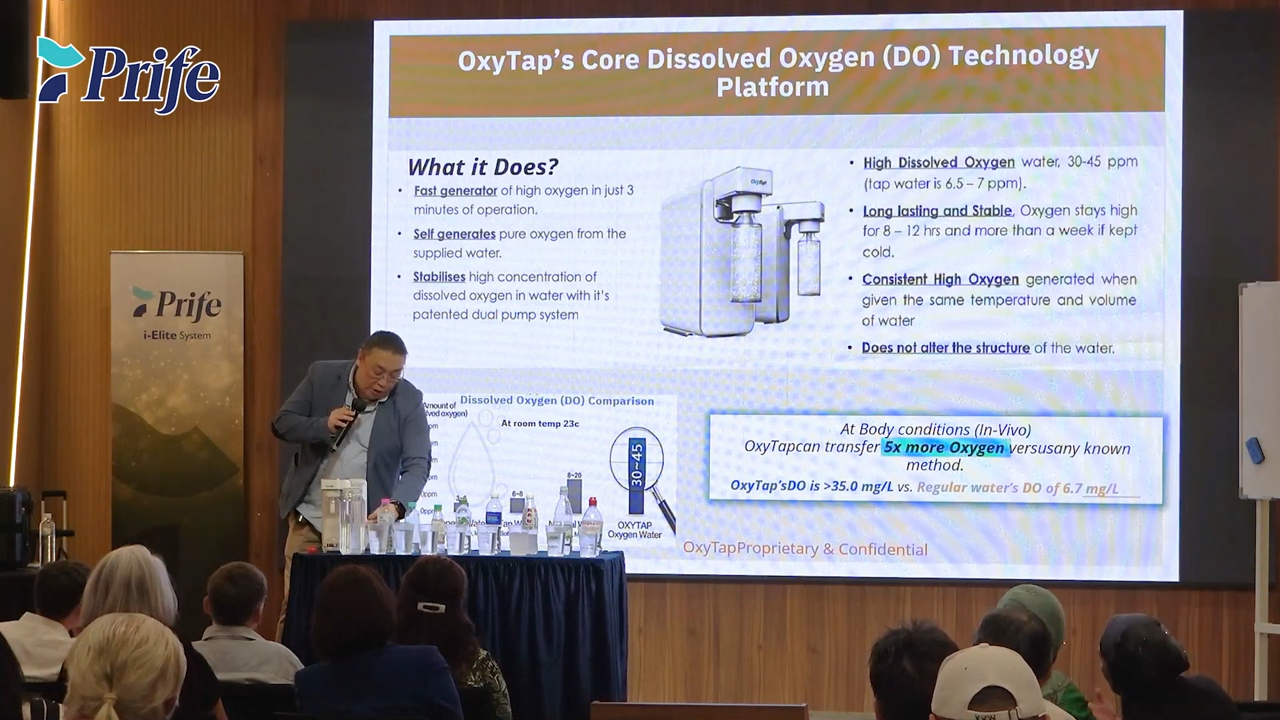 Prife
OxyTap's Core Dissolved Oxygen (DO) Technology
Platform
What it Does?
• Fast generator of high oxygen in just 3
minutes of operation.
• Self generates pure oxygen from the
supplied water.
• Stabilises high concentration of
dissolved oxygen in water with it's
patented dual pump system
• High Dissolved Oxygen water, 30-45 ppm
(tap water is 6.5 – 7 ppm).
• Long lasting and Stable, Oxygen stays high
for 8 – 12 hrs and more than a week if kept
cold.
• Consistent High Oxygen generated when
given the same temperature and volume
of water
• Does not alter the structure of the water.
Prife
i-Elite System
Dissolved Oxygen (DO) Comparison
Amount of
At room temp 23c
30~45
6~8
8~20
OXYTAP
Oxygen Water
At Body conditions (In-Vivo)
OxyTapcan transfer 5x more Oxygen versusany known
method.
OxyTap'sDO is >35.0 mg/L vs. Regular water's DO of 6.7 mg/L
OxyTapProprietary & Confidential